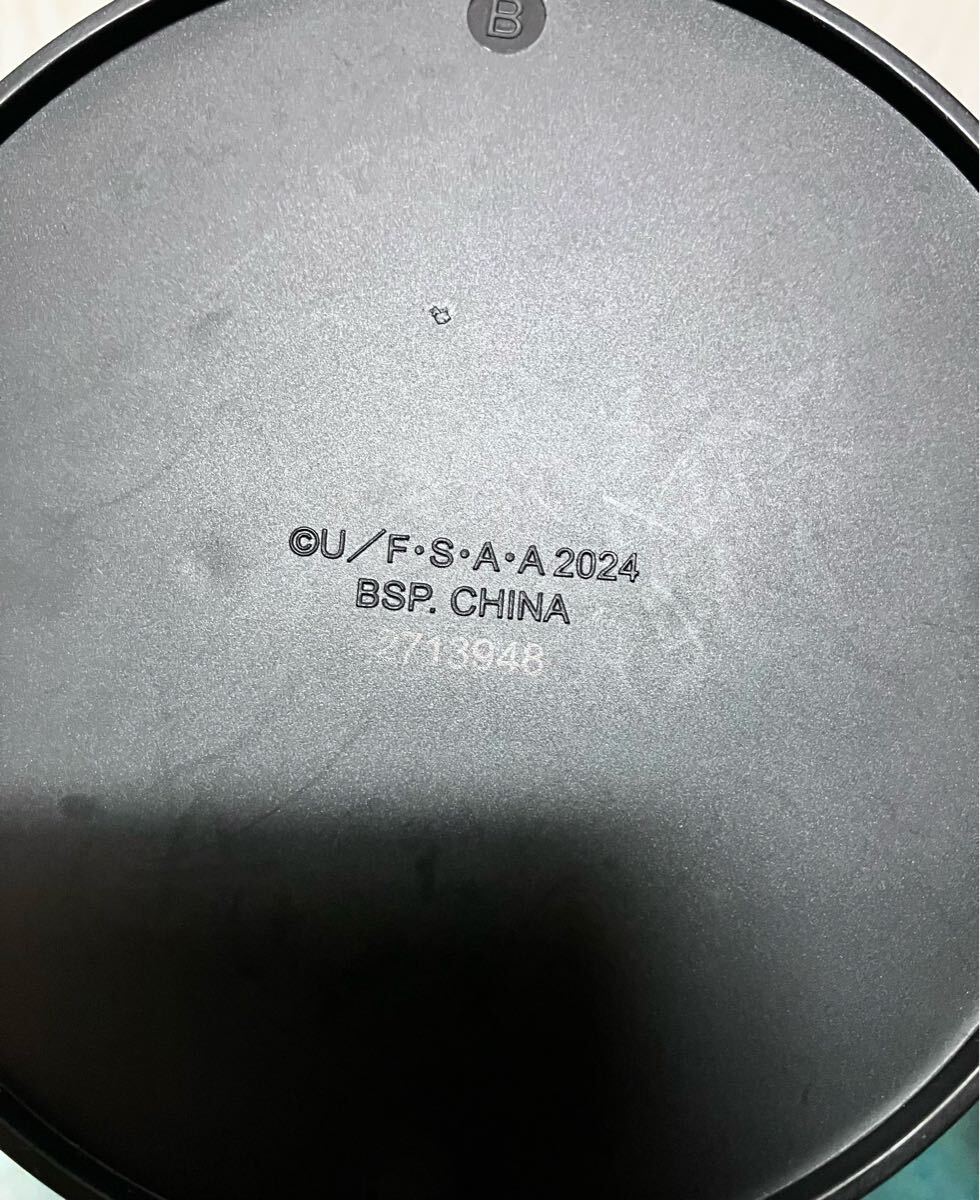 B
©U／F・S・A・A 2024
BSP. CHINA
2713948